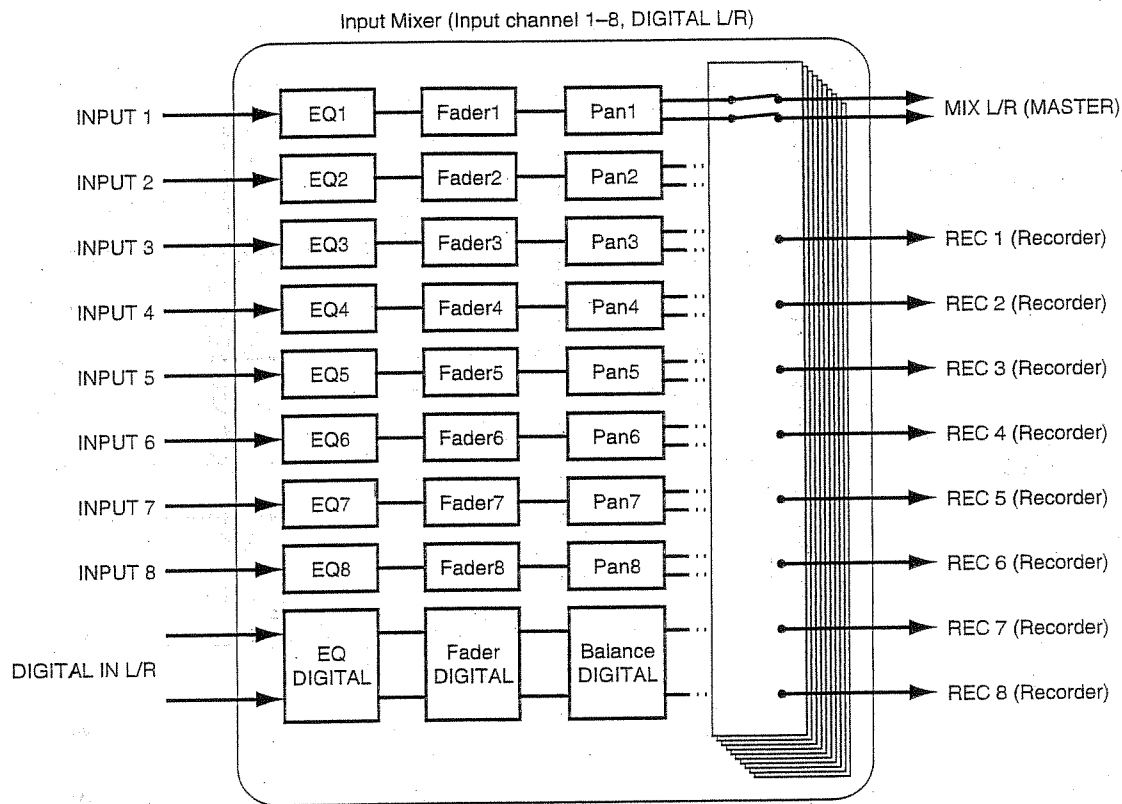 Input Mixer (Input channel 1–8, DIGITAL L/R)
INPUT 1
EQ1
Fader1
Pan1
MIX L/R (MASTER)
INPUT 2
EQ2
Fader2
Pan2
INPUT 3
EQ3
Fader3
Pan3
REC 1 (Recorder)
INPUT 4
EQ4
Fader4
Pan4
REC 2 (Recorder)
INPUT 5
EQ5
Fader5
Pan5
REC 3 (Recorder)
INPUT 6
EQ6
Fader6
Pan6
REC 4 (Recorder)
INPUT 7
EQ7
Fader7
Pan7
REC 5 (Recorder)
INPUT 8
EQ8
Fader8
Pan8
REC 6 (Recorder)
DIGITAL IN L/R
EQ
DIGITAL
Fader
DIGITAL
Balance
DIGITAL
REC 7 (Recorder)
REC 8 (Recorder)